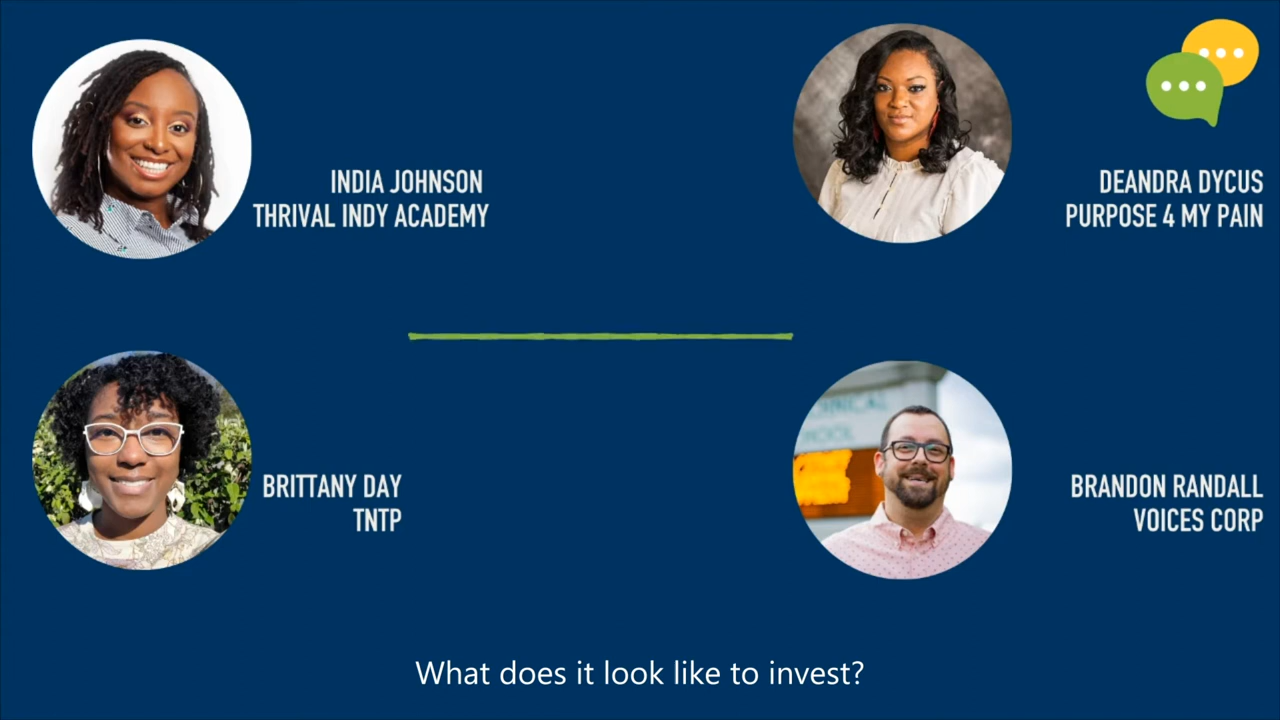 INDIA JOHNSON
THRIVAL INDY ACADEMY
DEANDRA DYCUS
PURPOSE 4 MY PAIN
BRITTANY DAY
TNTP
BRANDON RANDALL
VOICES CORP
What does it look like to invest?